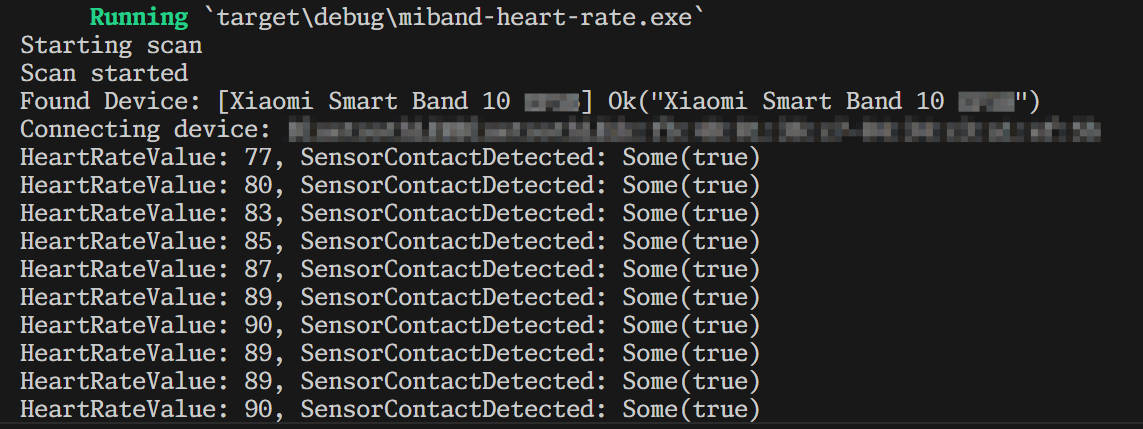 Running `target\debug\miband-heart-rate.exe`
Starting scan
Scan started
Found Device: [Xiaomi Smart Band 10 ] Ok("Xiaomi Smart Band 10 ")
Connecting device:
HeartRateValue: 77, SensorContactDetected: Some(true)
HeartRateValue: 80, SensorContactDetected: Some(true)
HeartRateValue: 83, SensorContactDetected: Some(true)
HeartRateValue: 85, SensorContactDetected: Some(true)
HeartRateValue: 87, SensorContactDetected: Some(true)
HeartRateValue: 89, SensorContactDetected: Some(true)
HeartRateValue: 90, SensorContactDetected: Some(true)
HeartRateValue: 89, SensorContactDetected: Some(true)
HeartRateValue: 89, SensorContactDetected: Some(true)
HeartRateValue: 90, SensorContactDetected: Some(true)